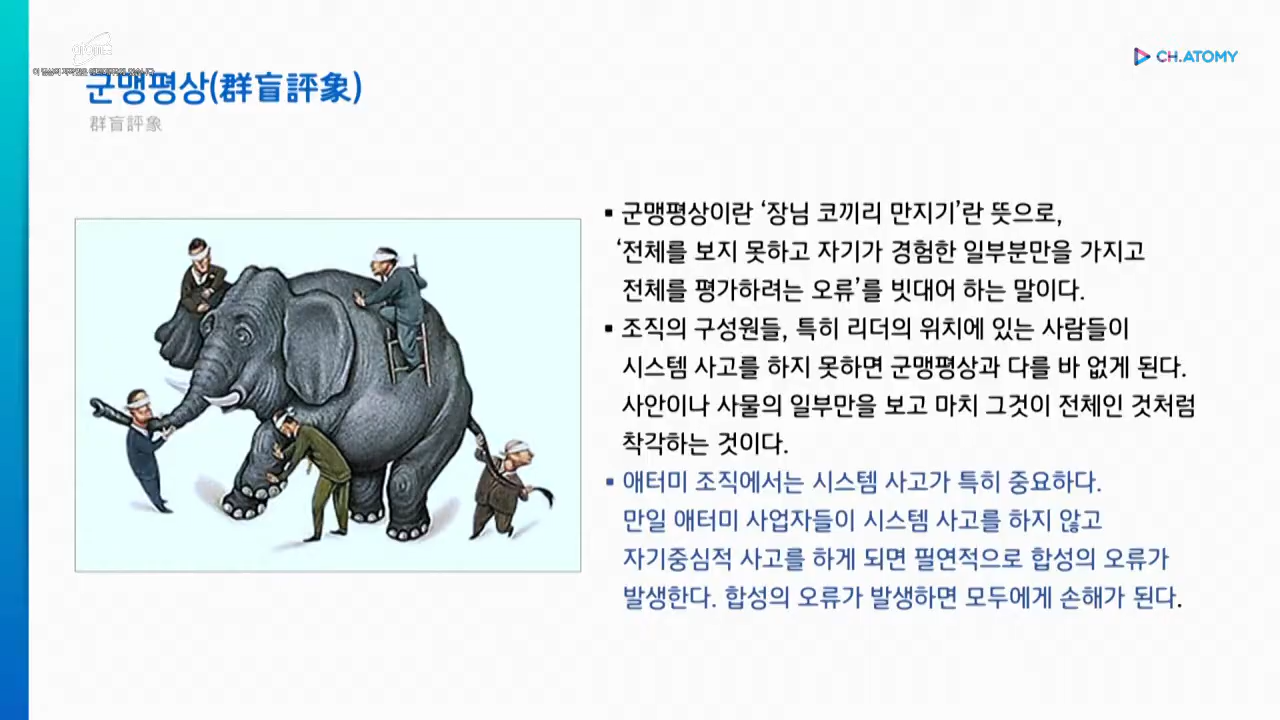 CH.ATOMY
군맹평상(群盲評象)
群盲評象
▪ 군맹평상이란 ‘장님 코끼리 만지기’란 뜻으로,
‘전체를 보지 못하고 자기가 경험한 일부분만을 가지고
전체를 평가하려는 오류’를 빗대어 하는 말이다.
▪ 조직의 구성원들, 특히 리더의 위치에 있는 사람들이
시스템 사고를 하지 못하면 군맹평상과 다를 바 없게 된다.
사안이나 사물의 일부만을 보고 마치 그것이 전체인 것처럼
착각하는 것이다.
▪ 애터미 조직에서는 시스템 사고가 특히 중요하다.
만일 애터미 사업자들이 시스템 사고를 하지 않고
자기중심적 사고를 하게 되면 필연적으로 합성의 오류가
발생한다. 합성의 오류가 발생하면 모두에게 손해가 된다.